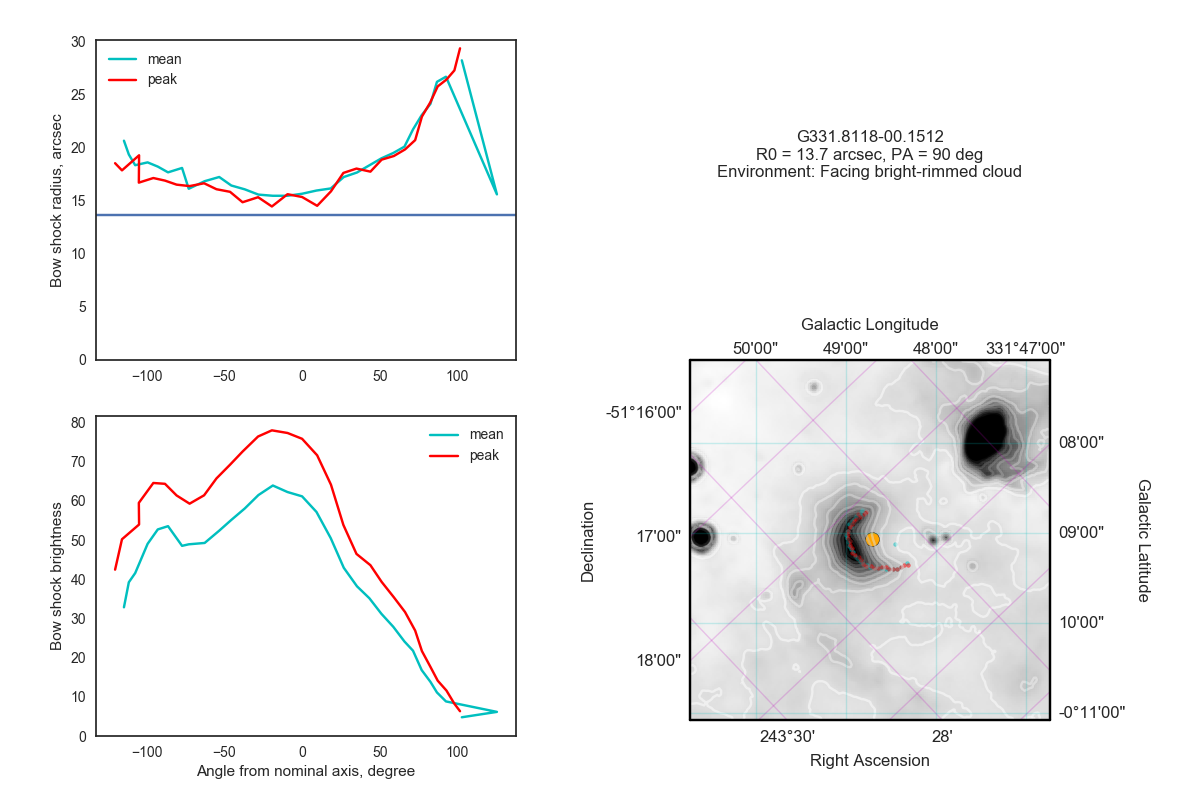 30
25
20
15
10
5
0
Bow shock radius, arcsec
mean
peak
−100
−50
0
50
100
80
70
60
50
40
30
20
10
0
Bow shock brightness
mean
peak
−100
−50
0
50
100
Angle from nominal axis, degree
G331.8118-00.1512
R0 = 13.7 arcsec, PA = 90 deg
Environment: Facing bright-rimmed cloud
Galactic Longitude
50'00"
49'00"
48'00"
331°47'00"
-51°16'00"
17'00"
18'00"
Declination
08'00"
09'00"
10'00"
-0°11'00"
Galactic Latitude
243°30'
28'
Right Ascension